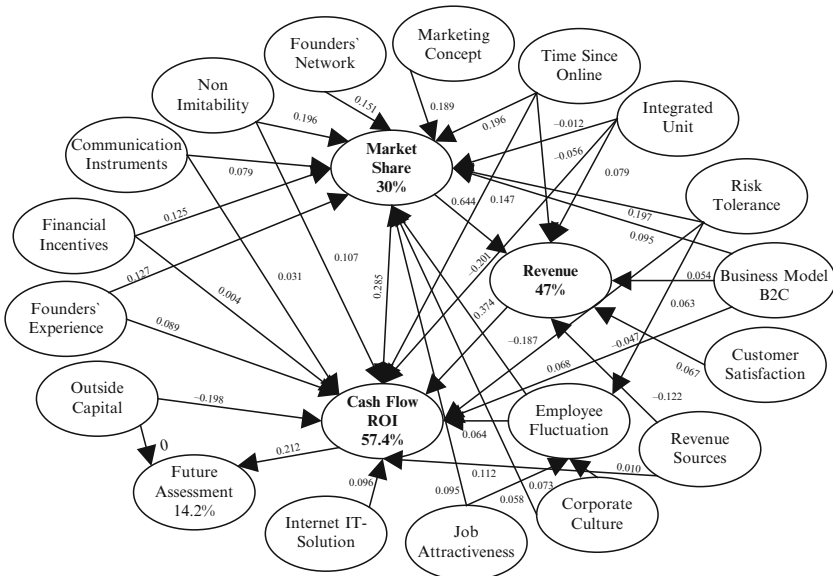 Founders`
Network
Marketing
Concept
Time Since
Online
Non
Imitability
Integrated
Unit
Communication
Instruments
Market
Share
30%
Risk
Tolerance
Financial
Incentives
Revenue
47%
Business Model
B2C
Founders'
Experience
Customer
Satisfaction
Outside
Capital
Cash Flow
ROI
57.4%
Employee
Fluctuation
Revenue
Sources
Future
Assessment
14.2%
Internet IT-
Solution
Job
Attractiveness
Corporate
Culture
0.151
0.189
0.196
0.196
–0.012
–0.056
0.079
0.079
0.125
0.644
0.147
0.197
0.095
0.127
0.031
0.107
0.285
–0.201
0.054
0.004
0.374
0.063
0.089
–0.187
–0.047
0.068
0.067
–0.198
–0.122
0
0.212
0.064
0.112
0.010
0.096
0.095
0.058
0.073